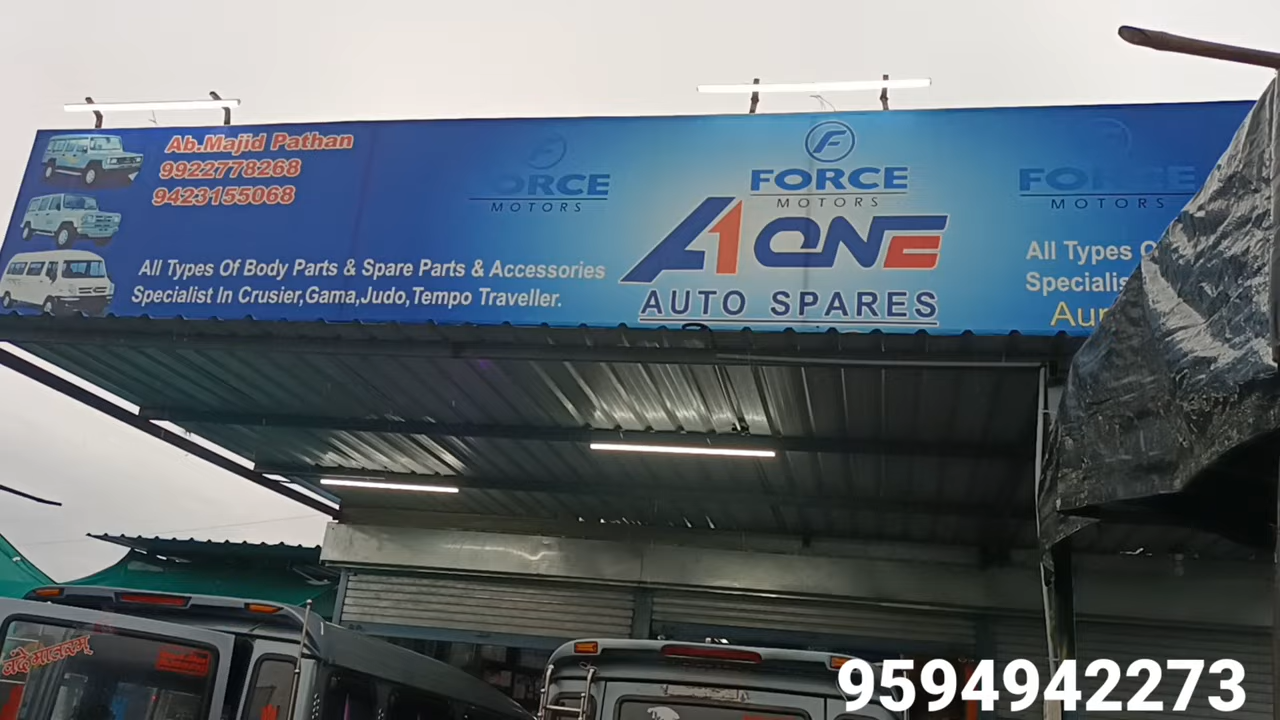 Ab.Majid Pathan
9922778268
9423155068
All Types Of Body Parts & Spare Parts & Accessories
Specialist In Crusier,Gama,Judo,Tempo Traveller.
FORCE
MOTORS
FORCE
MOTORS
A1 ONE
AUTO SPARES
FORCE
MOTORS
All Types
वंदेमातरम्
9594942273